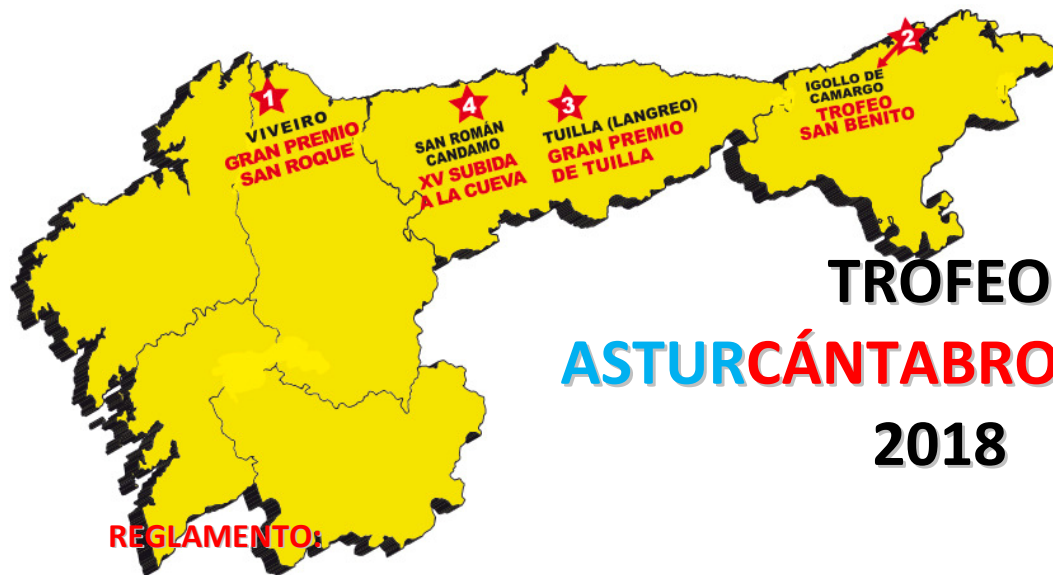 1
VIVEIRO
GRAN PREMIO
SAN ROQUE
4
SAN ROMÁN
CANDAMO
XV SUBIDA
A LA CUEVA
3
TUILLA (LANGREO)
GRAN PREMIO
DE TUILLA
2
IGOLLO DE
CAMARGO
TROFEO
SAN BENITO
TROFEO
ASTURCÁNTABRO
2018
REGLAMENTO: